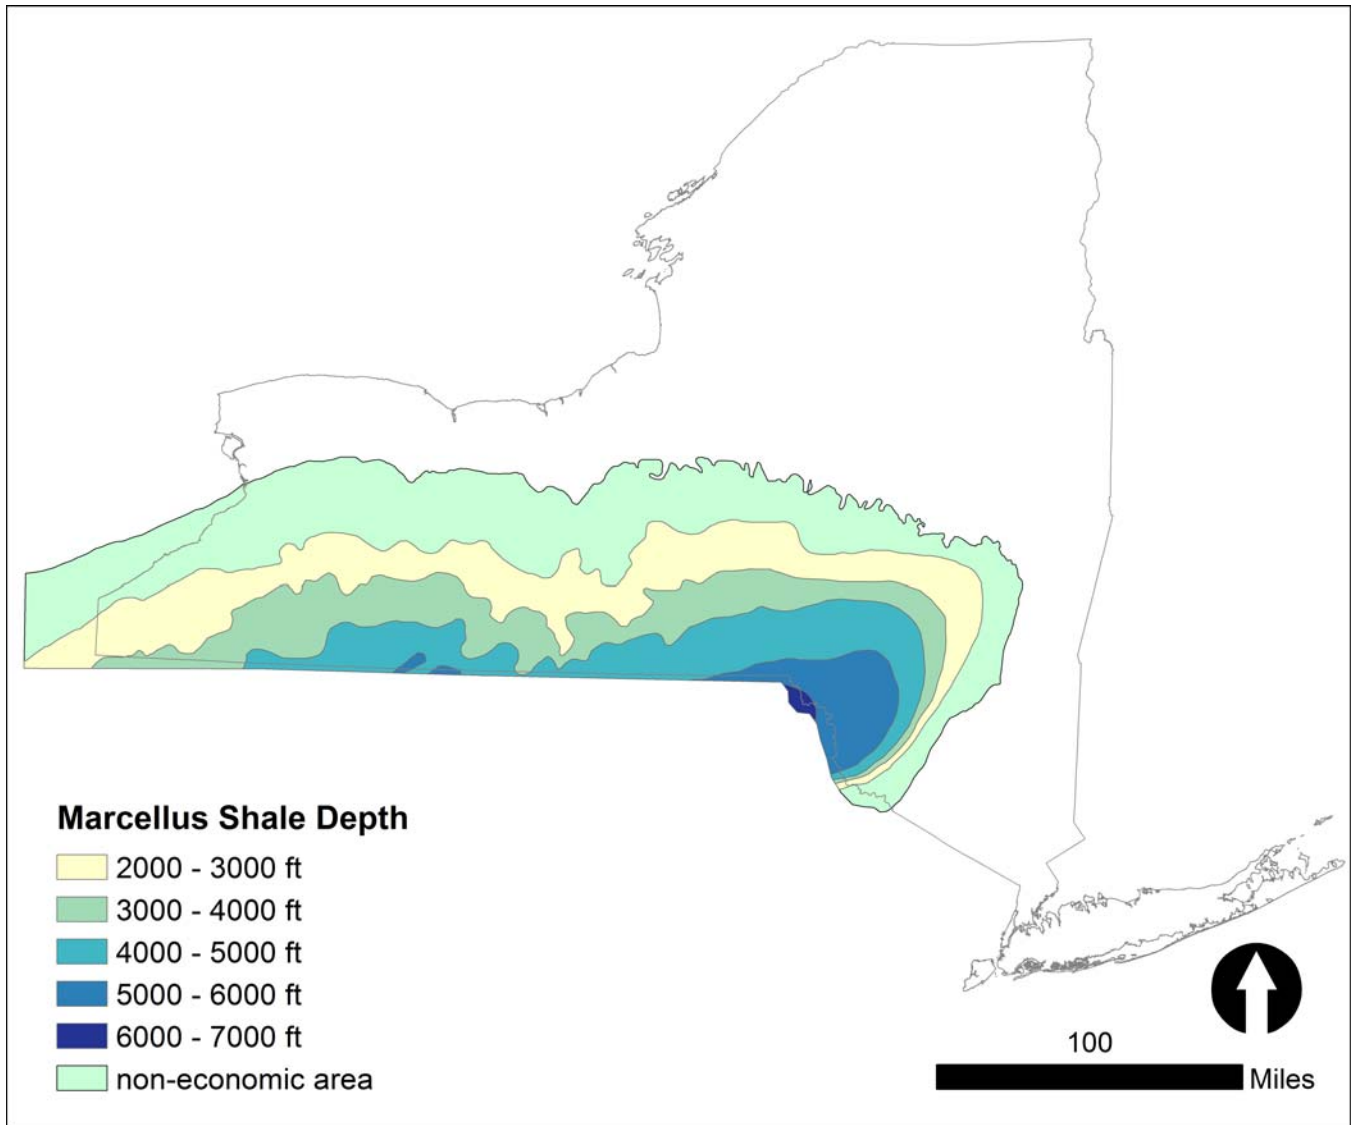 Marcellus Shale Depth
2000 - 3000 ft
3000 - 4000 ft
4000 - 5000 ft
5000 - 6000 ft
6000 - 7000 ft
non-economic area
100
Miles